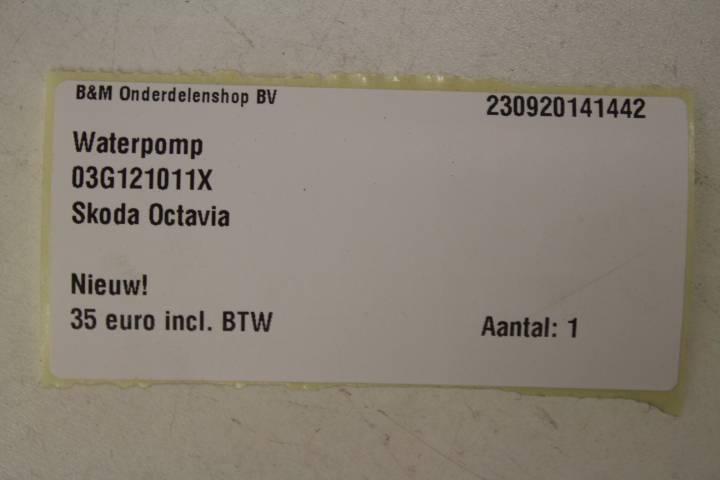 B&M Onderdelenshop BV
230920141442
Waterpomp
03G121011X
Skoda Octavia
Nieuw!
35 euro incl. BTW
Aantal: 1